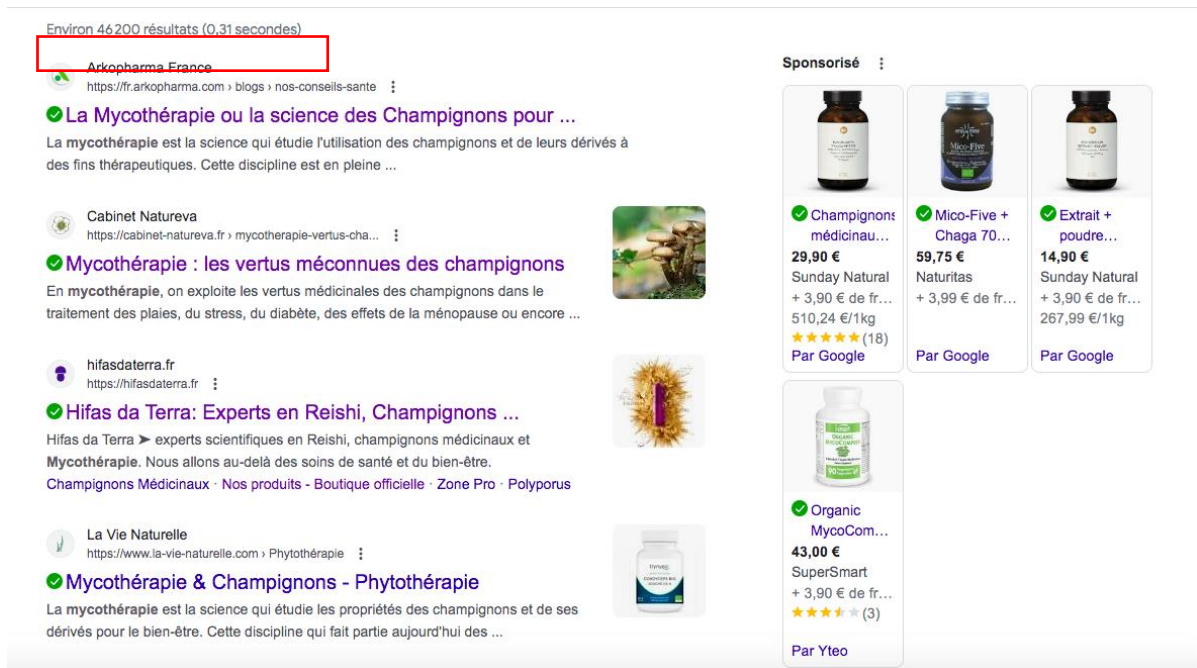 Environ 46 200 résultats (0,31 secondes)
Arkopharma France
https://fr.arkopharma.com › blogs › nos-conseils-sante
La Mycothérapie ou la science des Champignons pour ...
La mycothérapie est la science qui étudie l'utilisation des champignons et de leurs dérivés à
des fins thérapeutiques. Cette discipline est en pleine ...
Cabinet Natureva
https://cabinet-natureva.fr › mycotherapie-vertus-cha...
Mycothérapie : les vertus méconnues des champignons
En mycothérapie, on exploite les vertus médicinales des champignons dans le
traitement des plaies, du stress, du diabète, des effets de la ménopause ou encore ...
hifasdaterra.fr
https://hifasdaterra.fr
Hifas da Terra: Experts en Reishi, Champignons ...
Hifas da Terra ➤ experts scientifiques en Reishi, champignons médicinaux et
Mycothérapie. Nous allons au-delà des soins de santé et du bien-être.
Champignons Médicinaux · Nos produits - Boutique officielle · Zone Pro · Polyporus
La Vie Naturelle
https://www.la-vie-naturelle.com › Phytothérapie
Mycothérapie & Champignons - Phytothérapie
La mycothérapie est la science qui étudie les propriétés des champignons et de ses
dérivés pour le bien-être. Cette discipline qui fait partie aujourd'hui des ...
Sponsorisé
Champignons
médicinau...
29,90 €
Sunday Natural
+ 3,90 € de fr...
510,24 €/1kg
(18)
Par Google
Mico-Five
Mico-Five +
Chaga 70...
59,75 €
Naturitas
+ 3,99 € de fr...
Par Google
Extrait +
poudre...
14,90 €
Sunday Natural
+ 3,90 € de fr...
267,99 €/1kg
Par Google
ORGANIC
MYCOCOMPLEX
90
Organic
MycoCom...
43,00 €
SuperSmart
+ 3,90 € de fr...
(3)
Par Yteo